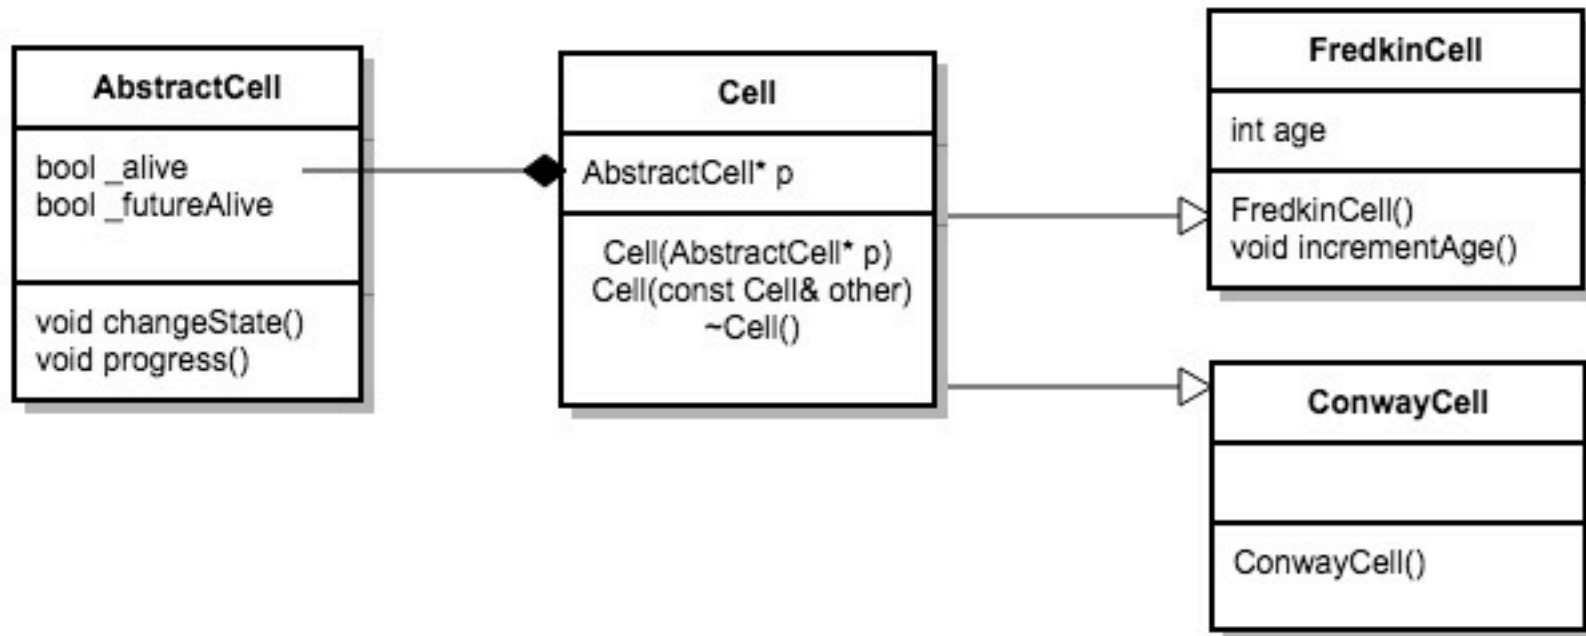 AbstractCell
bool _alive
bool _futureAlive
void changeState()
void progress()
Cell
AbstractCell* p
Cell(AbstractCell* p)
Cell(const Cell& other)
~Cell()
FredkinCell
int age
FredkinCell()
void incrementAge()
ConwayCell
ConwayCell()